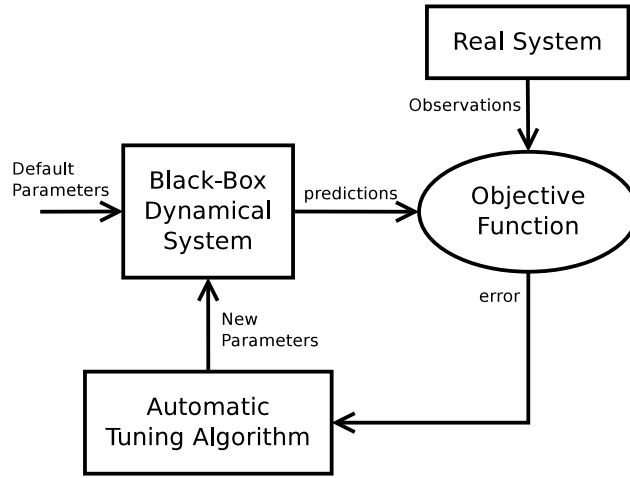 Real System
Observations
Default
Parameters
Black-Box
Dynamical
System
predictions
Objective
Function
error
New
Parameters
Automatic
Tuning Algorithm